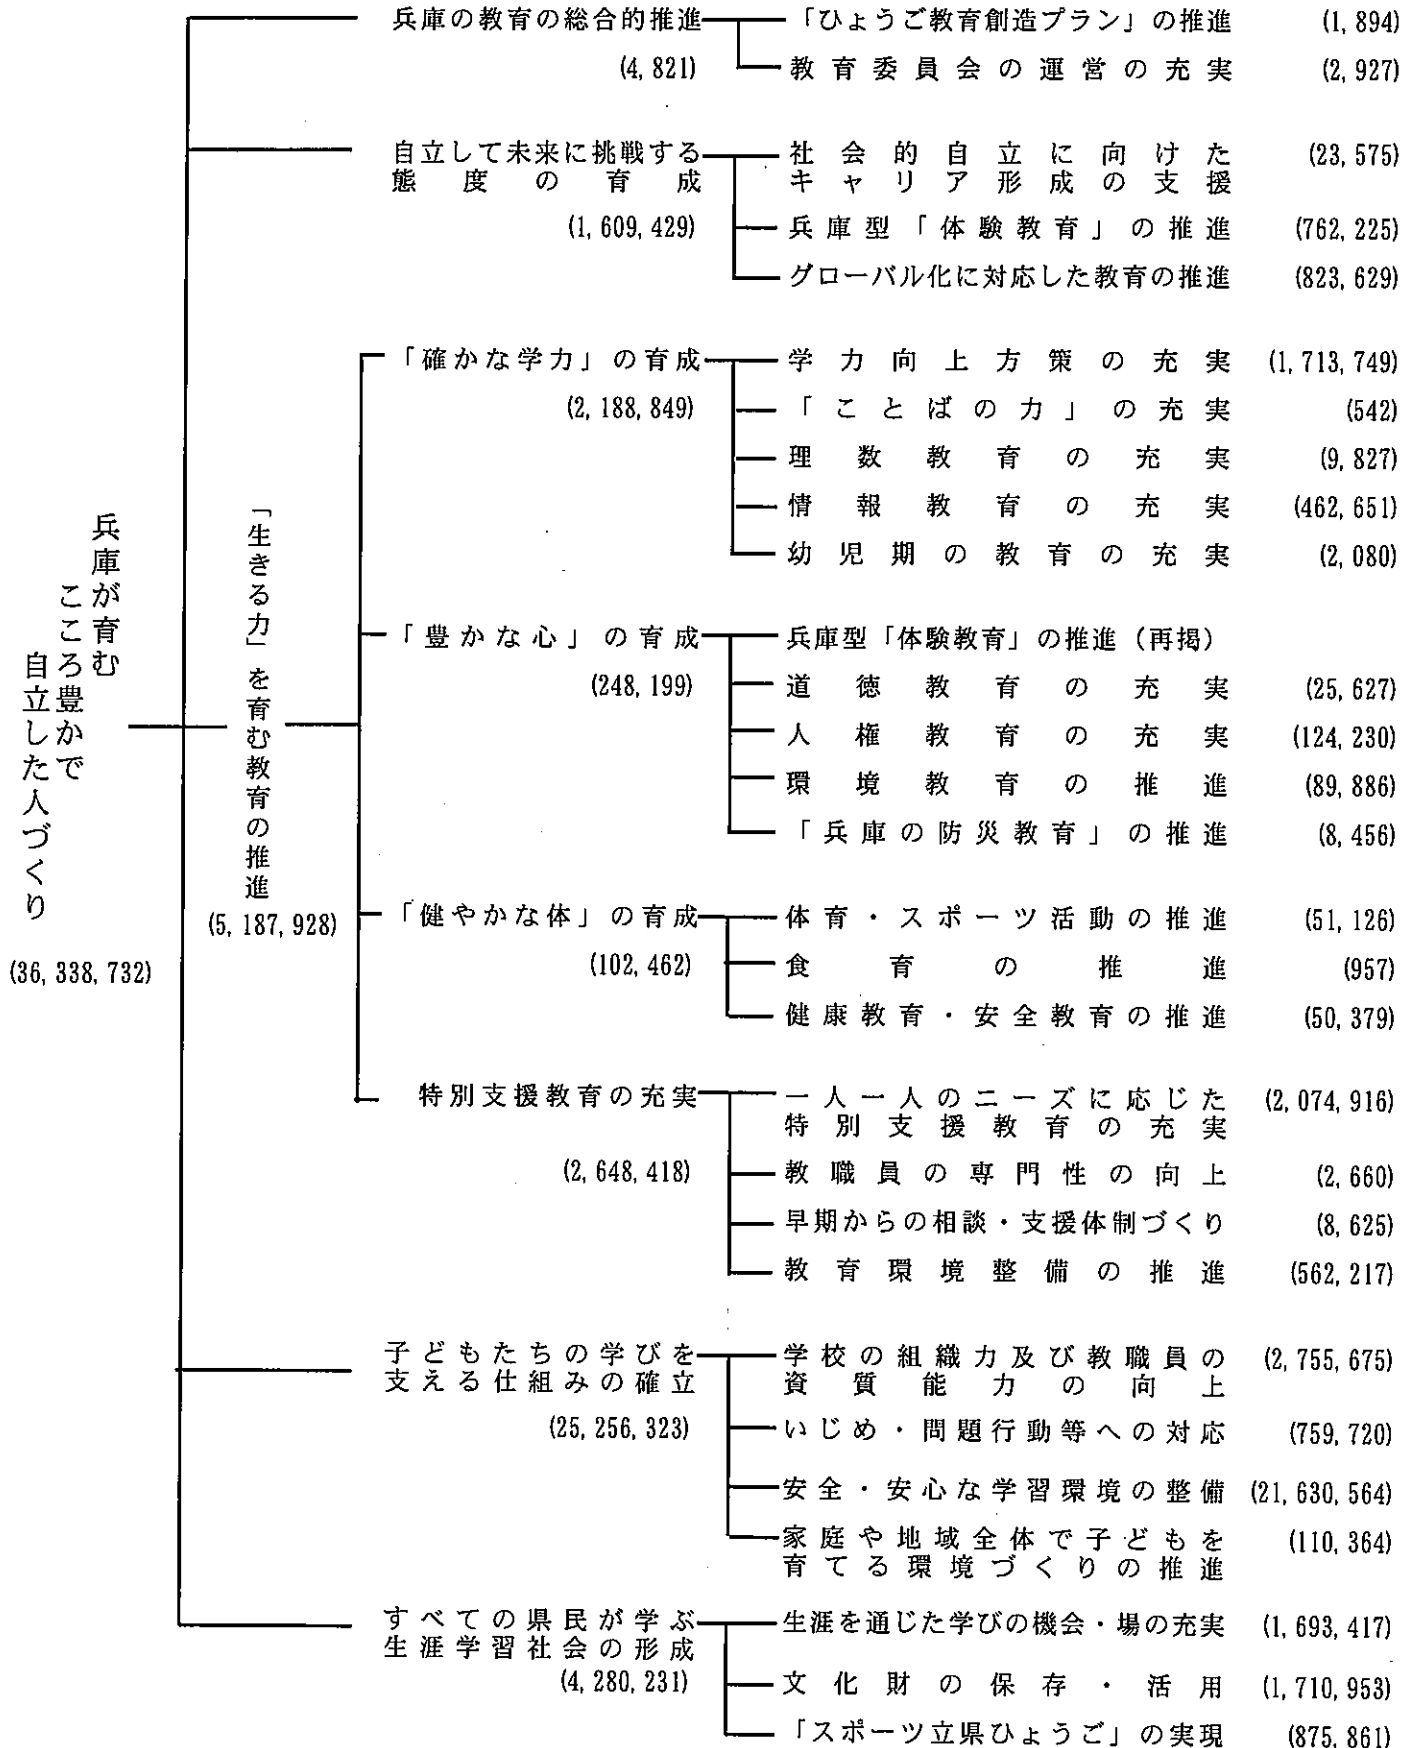 兵庫が育む
こころ豊かで
自立した人づくり
(36,338,732)
兵庫の教育の総合的推進
(4,821)
「ひょうご教育創造プラン」の推進 (1,894)
教育委員会の運営の充実 (2,927)
自立して未来に挑戦する
態度の育成
(1,609,429)
社会的自立に向けた (23,575)
キャリア形成の支援
兵庫型「体験教育」の推進 (762,225)
グローバル化に対応した教育の推進 (823,629)
「生きる力」を育む教育の推進
(5,187,928)
「確かな学力」の育成
(2,188,849)
学力向上方策の充実 (1,713,749)
「ことばの力」の充実 (542)
理数教育の充実 (9,827)
情報教育の充実 (462,651)
幼児期の教育の充実 (2,080)
「豊かな心」の育成
(248,199)
兵庫型「体験教育」の推進(再掲)
道徳教育の充実 (25,627)
人権教育の充実 (124,230)
環境教育の推進 (89,886)
「兵庫の防災教育」の推進 (8,456)
「健やかな体」の育成
(102,462)
体育・スポーツ活動の推進 (51,126)
食育の推進 (957)
健康教育・安全教育の推進 (50,379)
特別支援教育の充実
(2,648,418)
一人一人のニーズに応じた (2,074,916)
特別支援教育の充実
教職員の専門性の向上 (2,660)
早期からの相談・支援体制づくり (8,625)
教育環境整備の推進 (562,217)
子どもたちの学びを
支える仕組みの確立
(25,256,323)
学校の組織力及び教職員の (2,755,675)
資質能力の向上
いじめ・問題行動等への対応 (759,720)
安全・安心な学習環境の整備 (21,630,564)
家庭や地域全体で子どもを (110,364)
育てる環境づくりの推進
すべての県民が学ぶ
生涯学習社会の形成
(4,280,231)
生涯を通じた学びの機会・場の充実 (1,693,417)
文化財の保存・活用 (1,710,953)
「スポーツ立県ひょうご」の実現 (875,861)